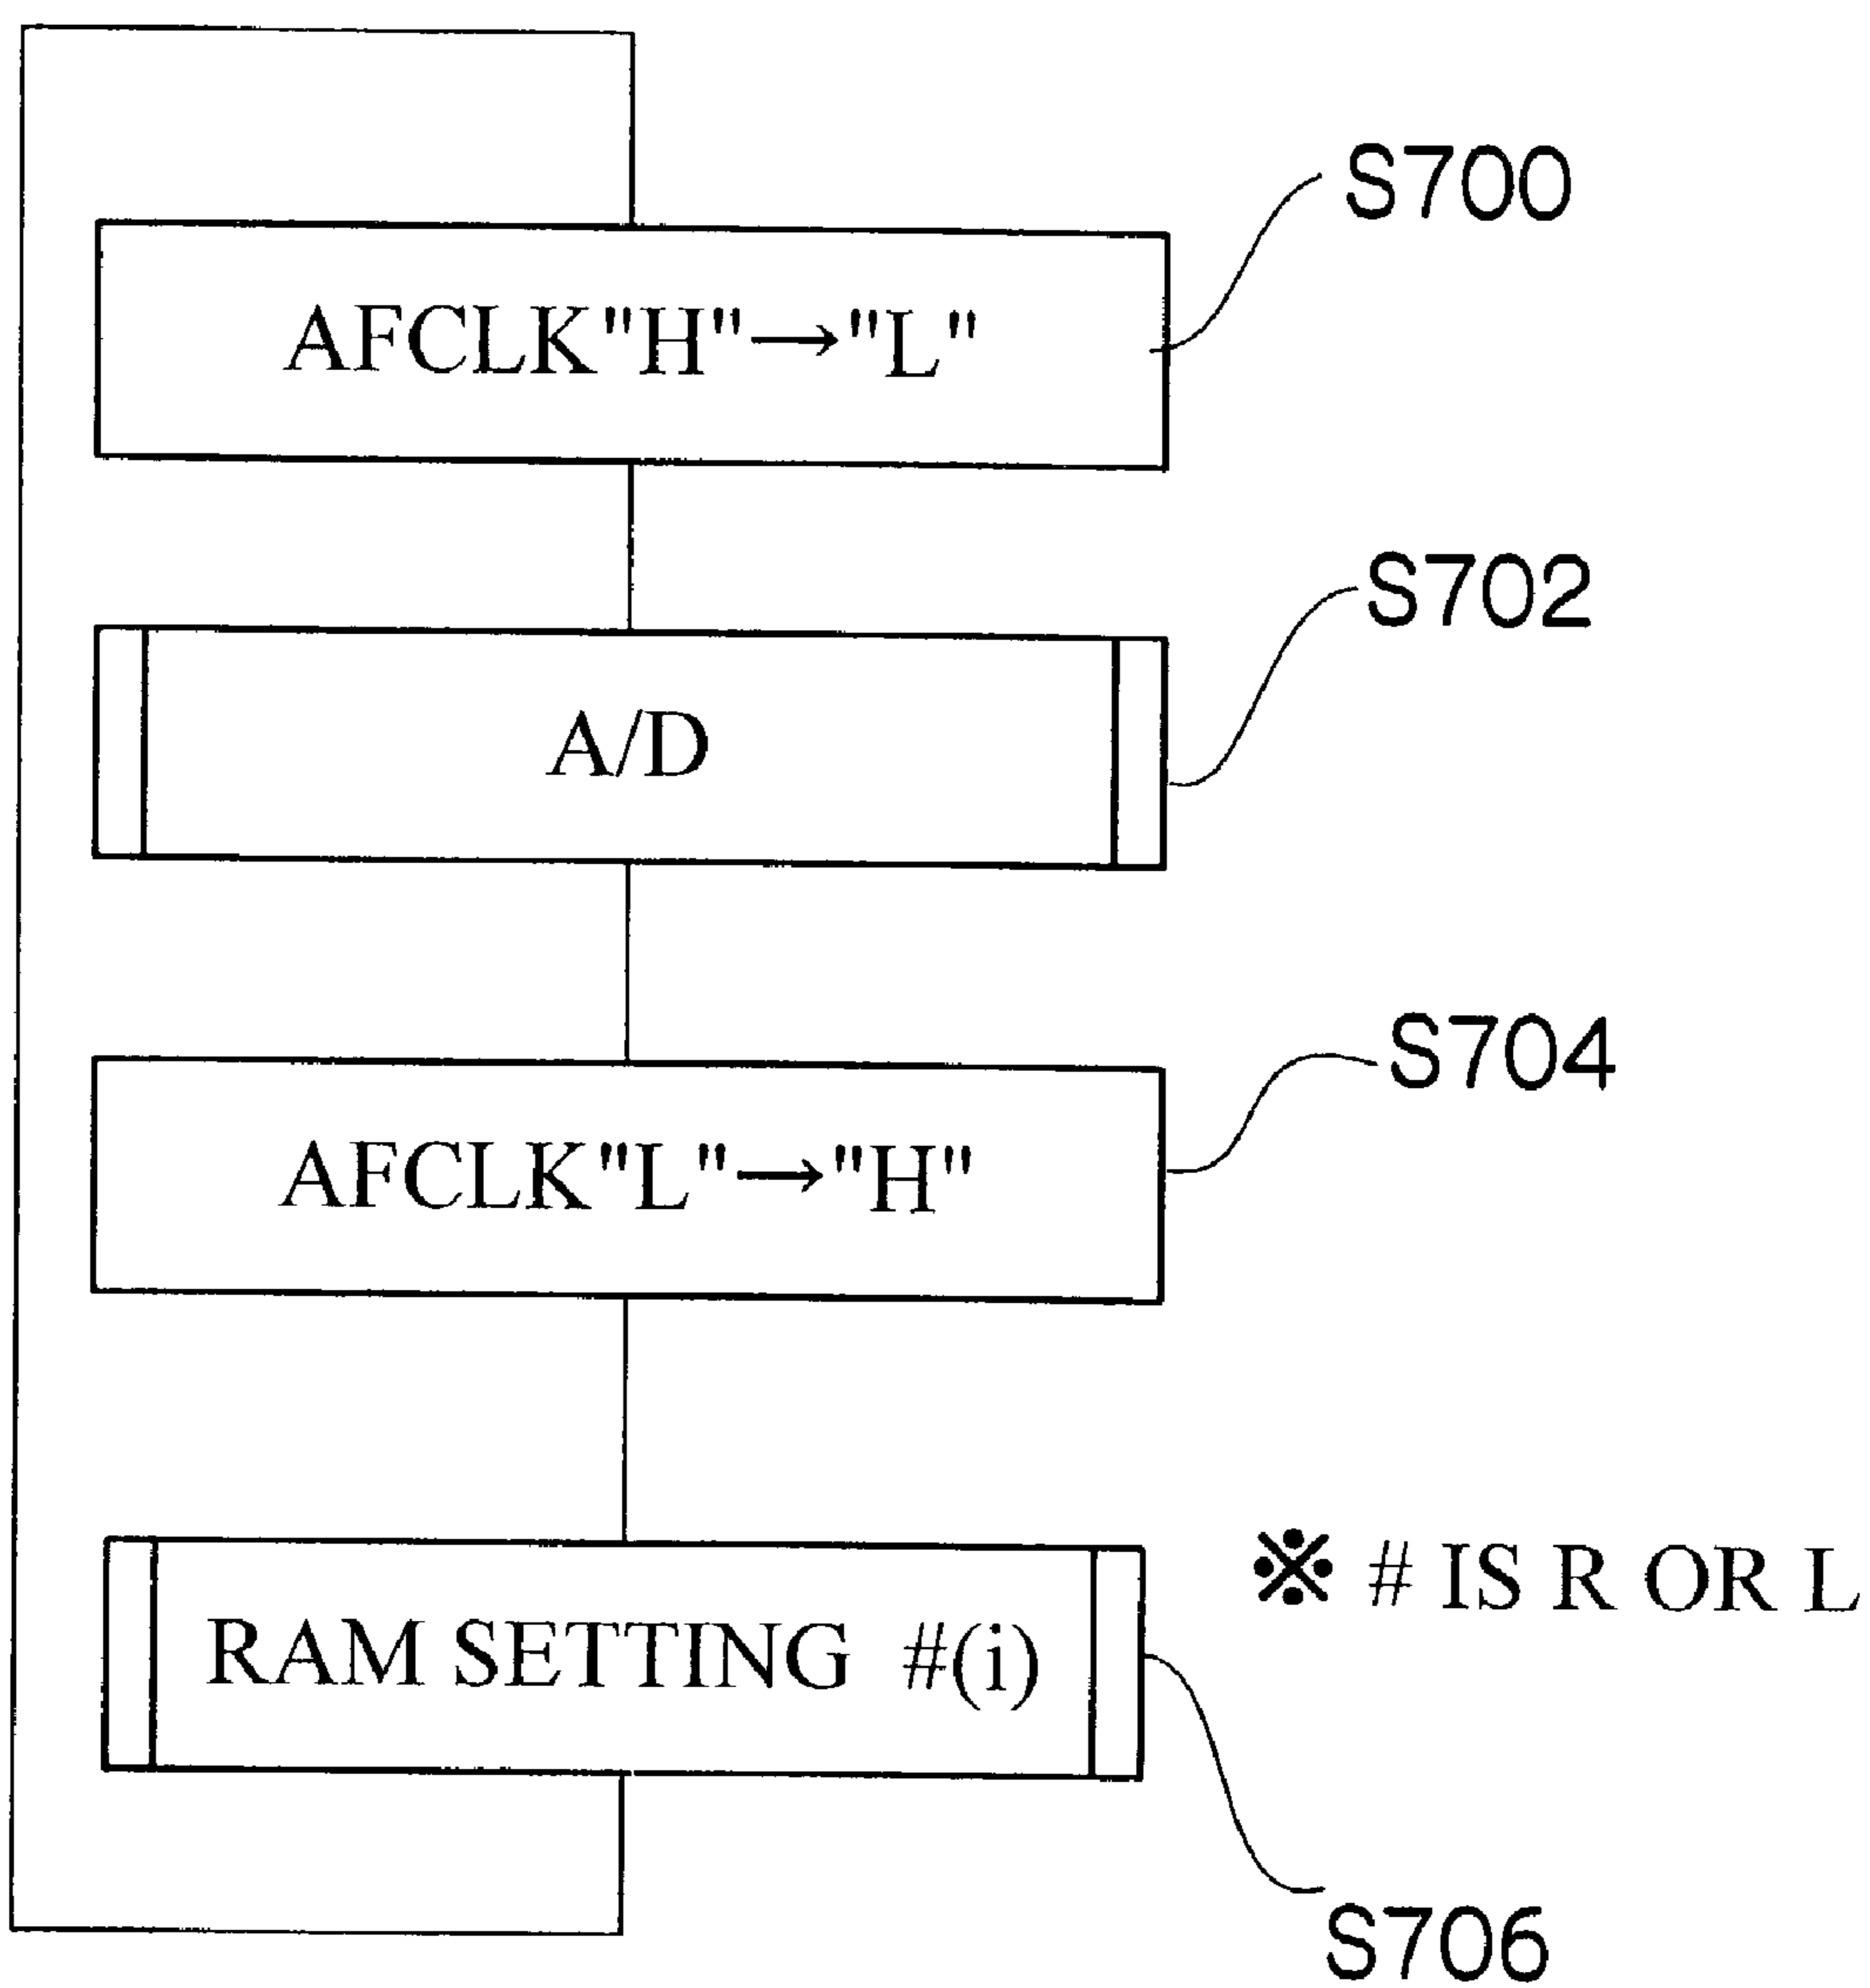 S700
AFCLK"H"→"L"
S702
A/D
S704
AFCLK"L"→"H"
※ # IS R OR L
RAM SETTING #(i)
S706